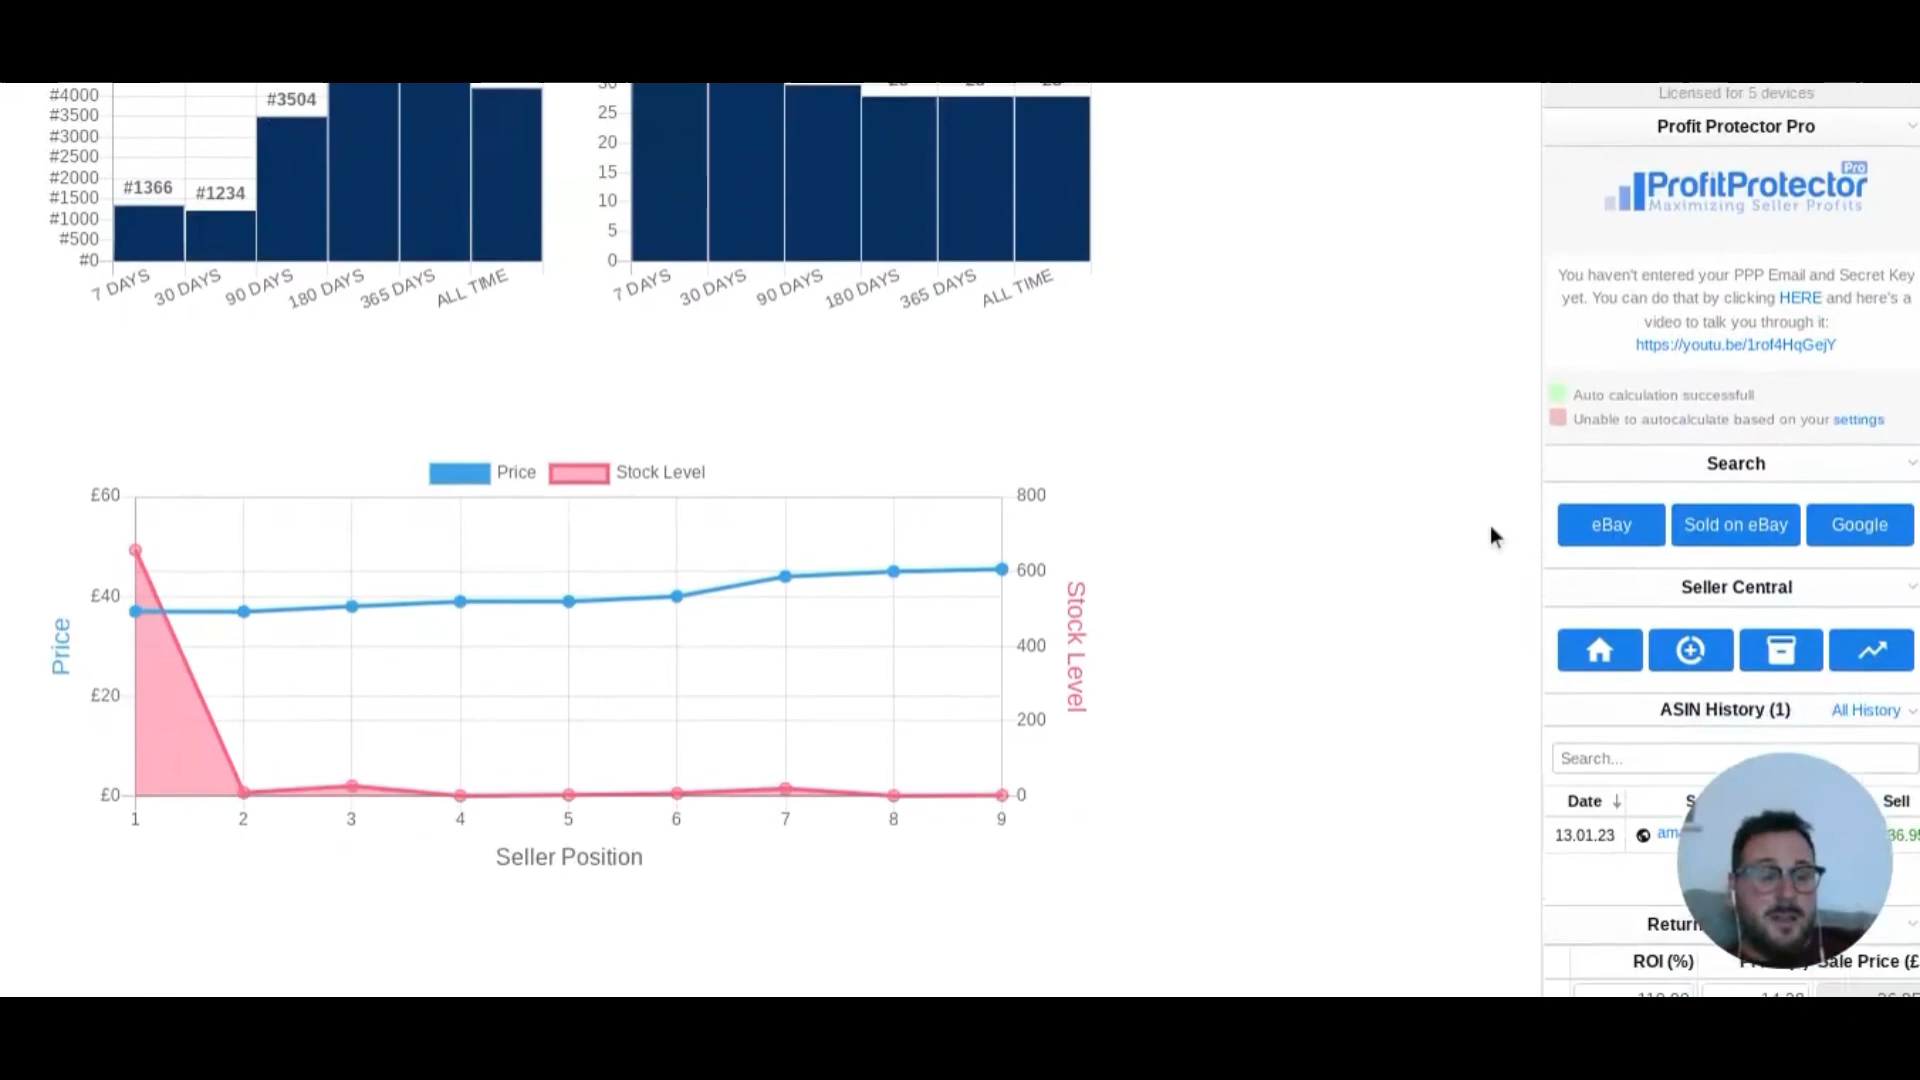 #4000
#3500
#3000
#2500
#2000
#1500
#1000
#500
#0
#1366
#1234
#3504
7 DAYS
30 DAYS
90 DAYS
180 DAYS
365 DAYS
ALL TIME
25
20
15
10
5
0
7 DAYS
30 DAYS
90 DAYS
180 DAYS
365 DAYS
ALL TIME
Price
Stock Level
£60
£40
£20
£0
Price
800
600
400
200
0
Stock Level
1 2 3 4 5 6 7 8 9
Seller Position
Licensed for 5 devices
Profit Protector Pro
ProfitProtector Pro
Maximizing Seller Profits
You haven't entered your PPP Email and Secret Key
yet. You can do that by clicking HERE and here's a
video to talk you through it:
https://youtu.be/1rof4HqGejY
Auto calculation successfull
Unable to autocalculate based on your settings
Search
eBay Sold on eBay Google
Seller Central
ASIN History (1) All History
Search...
Date Sell
13.01.23
ROI (%) Sale Price (£